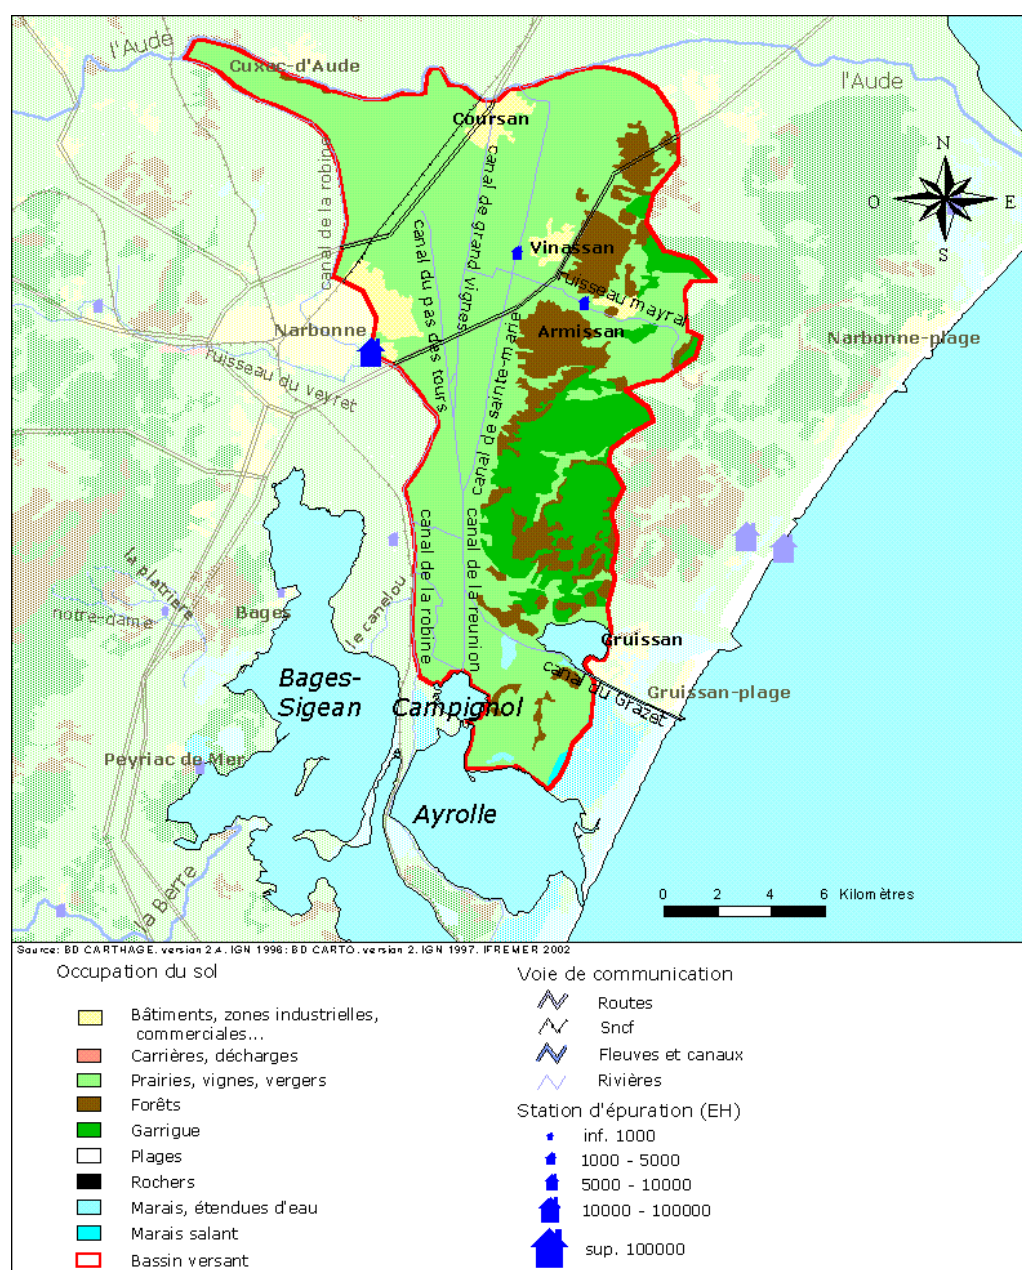 l'Aude
Cuxac-d'Aude
l'Aude
Coursan
N
O
E
S
canal de la robine
canal de grand vignes
canal du pas des tours
Vinassan
ruisseau mayral
Narbonne
Armissan
Narbonne-plage
ruisseau du veyret
canal de sainte-marie
canal de la robine
canal de la reunion
la platriere
notre-dame
Bages
le canelou
Gruissan
canal du Grazet
Gruissan-plage
Bages-
Sigean
Campignol
Peyriac de Mer
Ayrolle
la Berre
0 2 4 6 Kilomètres
Source: BD CARTHAGE, version 2.4, IGN 1996; BD CARTO, version 2, IGN 1997, IFREMER 2002
Occupation du sol
Bâtiments, zones industrielles,
commerciales...
Carrières, décharges
Prairies, vignes, vergers
Forêts
Garrigue
Plages
Rochers
Marais, étendues d'eau
Marais salant
Bassin versant
Voie de communication
Routes
Sncf
Fleuves et canaux
Rivières
Station d'épuration (EH)
inf. 1000
1000 - 5000
5000 - 10000
10000 - 100000
sup. 100000